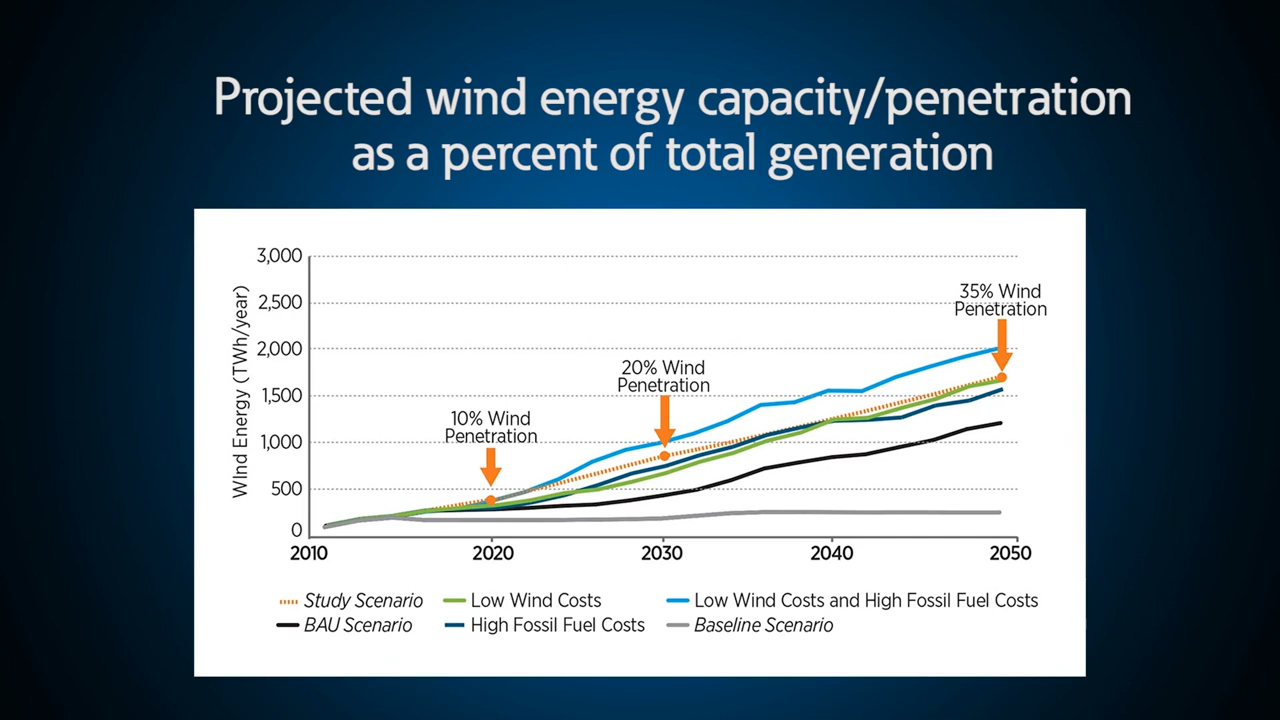 Projected wind energy capacity/penetration
as a percent of total generation
WInd Energy (TWh/year)
3,000
2,500
2,000
1,500
1,000
500
0
10% Wind
Penetration
20% Wind
Penetration
35% Wind
Penetration
2010
2020
2030
2040
2050
Study Scenario
Low Wind Costs
Low Wind Costs and High Fossil Fuel Costs
BAU Scenario
High Fossil Fuel Costs
Baseline Scenario